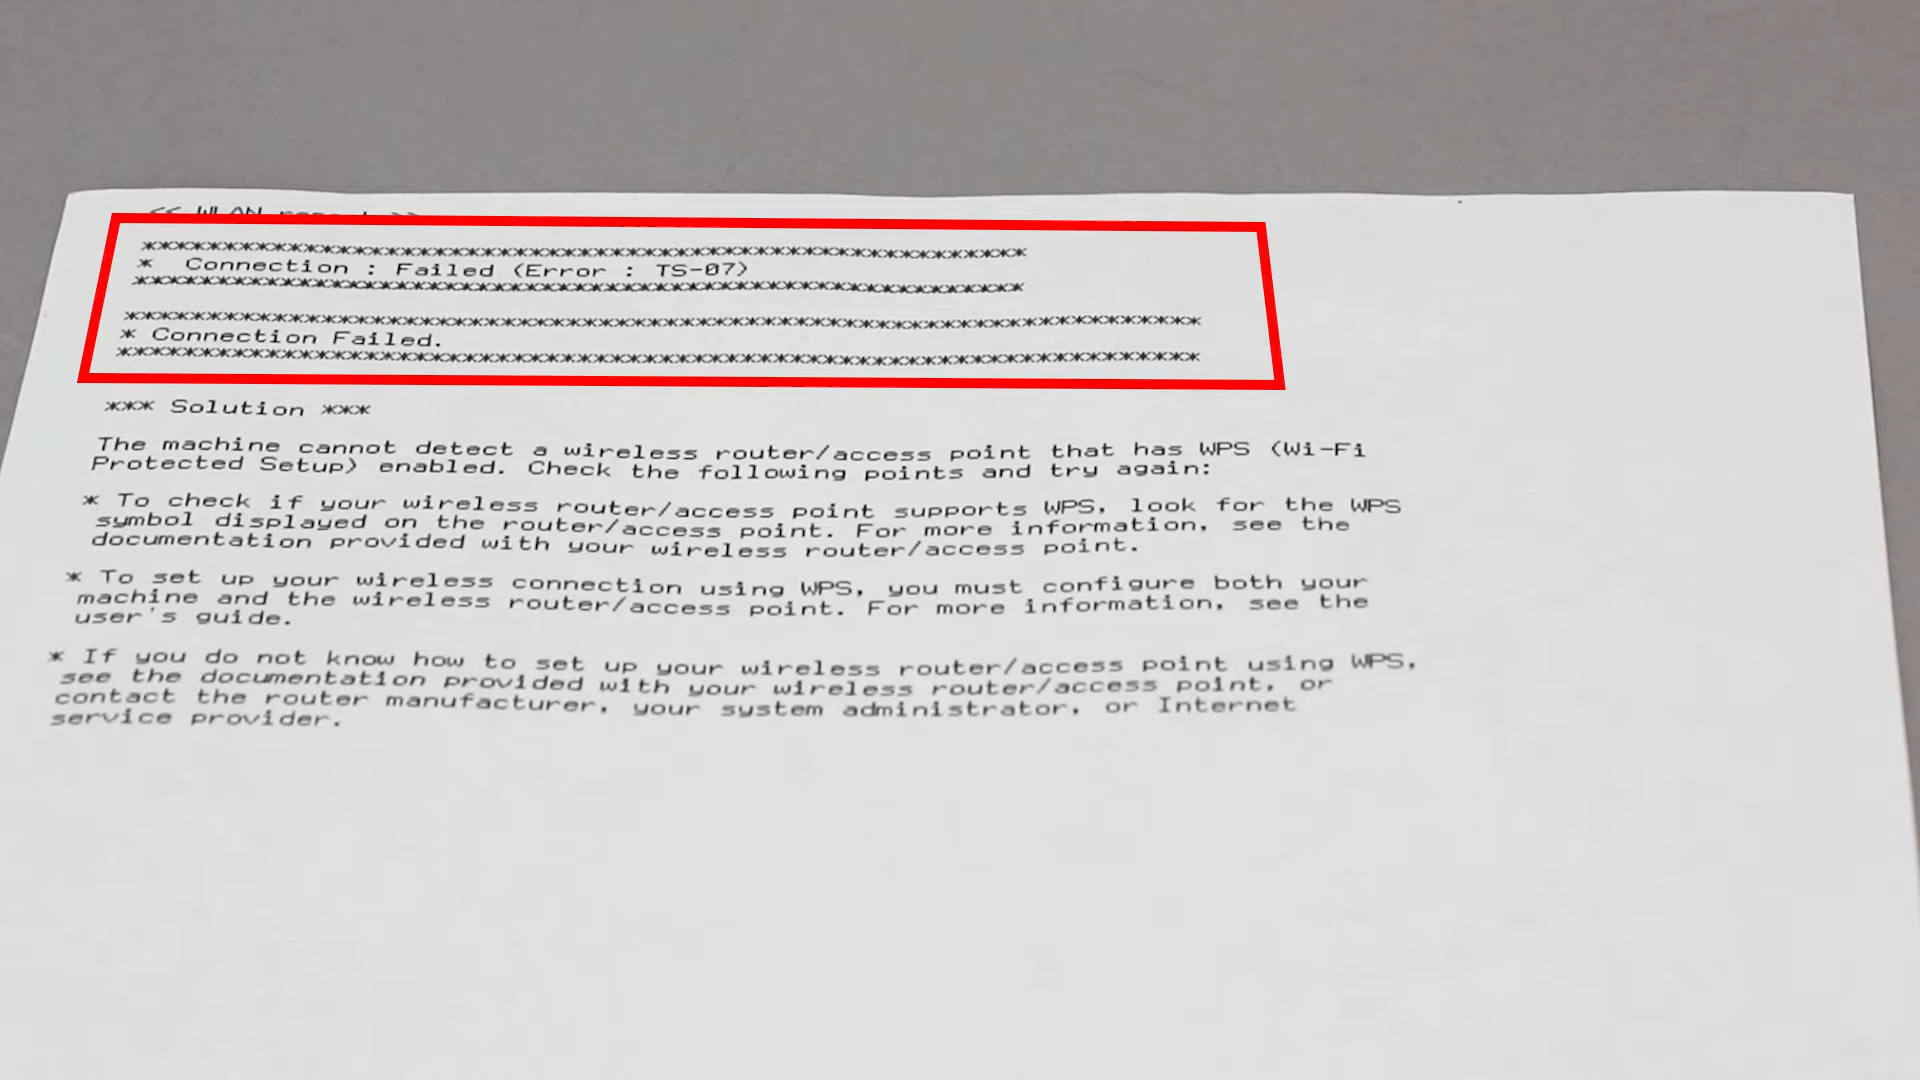 << WLAN report >>
******************************************************
*  Connection : Failed (Error : TS-07)
******************************************************
******************************************************************
* Connection Failed.
******************************************************************
*** Solution ***
The machine cannot detect a wireless router/access point that has WPS (Wi-Fi
Protected Setup) enabled. Check the following points and try again:
* To check if your wireless router/access point supports WPS, look for the WPS
symbol displayed on the router/access point. For more information, see the
documentation provided with your wireless router/access point.
* To set up your wireless connection using WPS, you must configure both your
machine and the wireless router/access point. For more information, see the
user's guide.
* If you do not know how to set up your wireless router/access point using WPS,
see the documentation provided with your wireless router/access point, or
contact the router manufacturer, your system administrator, or Internet
service provider.